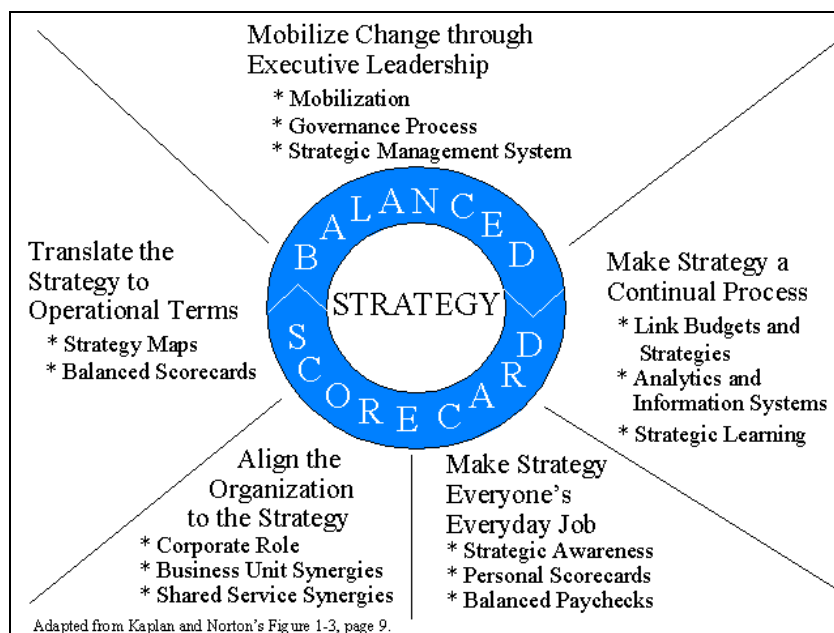 Mobilize Change through
Executive Leadership
* Mobilization
* Governance Process
* Strategic Management System
BALANCED
STRATEGY
SCORECARD
Translate the
Strategy to
Operational Terms
* Strategy Maps
* Balanced Scorecards
Make Strategy a
Continual Process
* Link Budgets and
Strategies
* Analytics and
Information Systems
* Strategic Learning
Align the
Organization
to the Strategy
* Corporate Role
* Business Unit Synergies
* Shared Service Synergies
Make Strategy
Everyone's
Everyday Job
* Strategic Awareness
* Personal Scorecards
* Balanced Paychecks
Adapted from Kaplan and Norton's Figure 1-3, page 9.